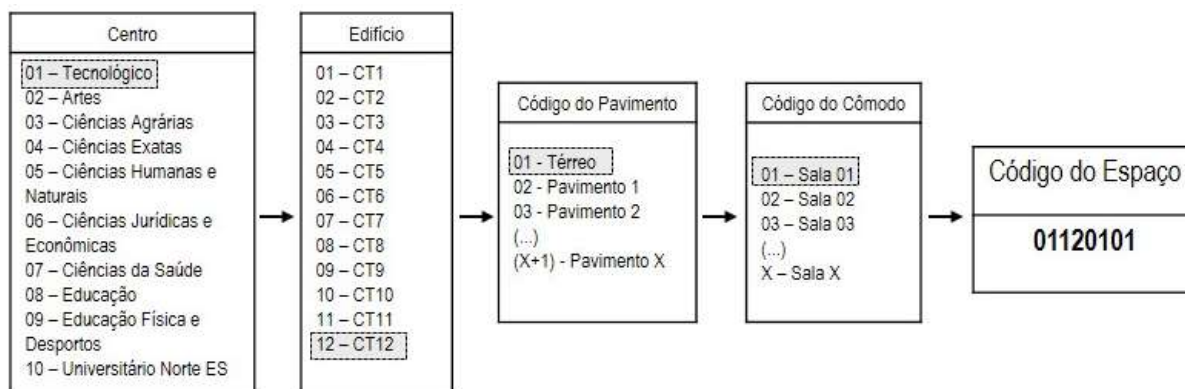 Centro
01 – Tecnológico
02 – Artes
03 – Ciências Agrárias
04 – Ciências Exatas
05 – Ciências Humanas e
Naturais
06 – Ciências Jurídicas e
Econômicas
07 – Ciências da Saúde
08 – Educação
09 – Educação Física e
Desportos
10 – Universitário Norte ES
Edifício
01 – CT1
02 – CT2
03 – CT3
04 – CT4
05 – CT5
06 – CT6
07 – CT7
08 – CT8
09 – CT9
10 – CT10
11 – CT11
12 – CT12
Código do Pavimento
01 - Térreo
02 - Pavimento 1
03 - Pavimento 2
(...)
(X+1) - Pavimento X
Código do Cômodo
01 – Sala 01
02 – Sala 02
03 – Sala 03
(...)
X – Sala X
Código do Espaço
01120101